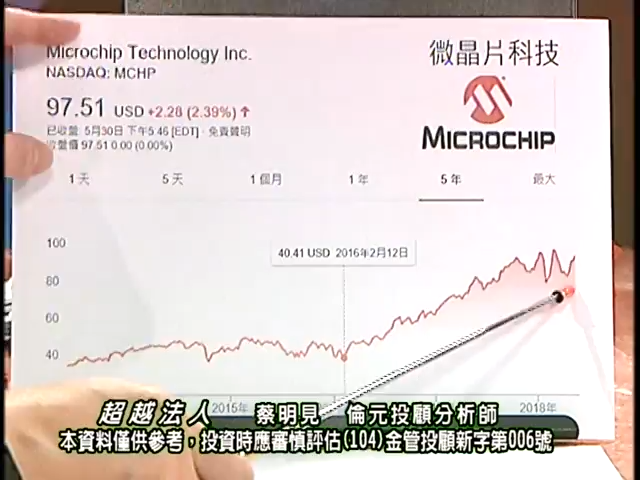 Microchip Technology Inc.
NASDAQ: MCHP
微晶片科技
97.51 USD +2.28 (2.39%) ↑
MICROCHIP
已收盤: 5月30日 下午5:46 [EDT] · 免責聲明
收盤價 97.51 0.00 (0.00%)
1 天 5 天 1 個月 1 年 5 年 最大
100
40.41 USD 2016年2月12日
80
60
40
2015年 2018年
超越法人 蔡明見 倫元投顧分析師
本資料僅供參考，投資時應審慎評估(104)金管投顧新字第006號